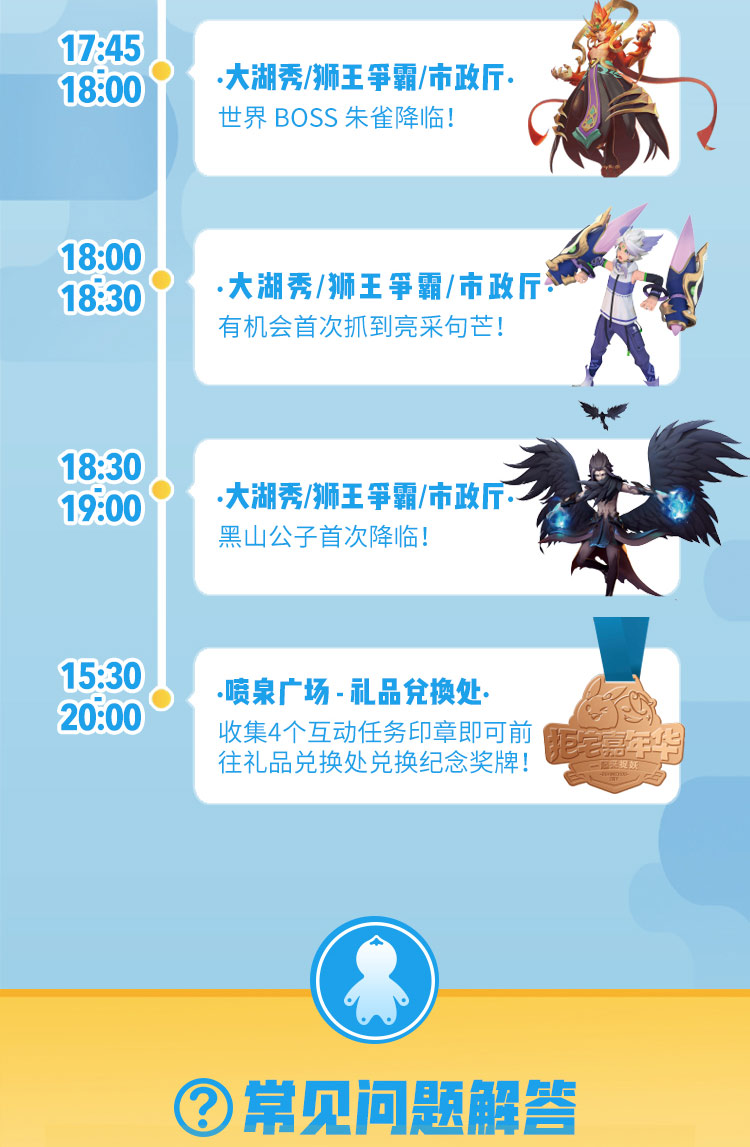 17:45
-
18:00
·大湖秀/狮王争霸/市政厅·
世界 BOSS 朱雀降临！
18:00
-
18:30
·大湖秀/狮王争霸/市政厅·
有机会首次抓到亮采句芒！
18:30
-
19:00
·大湖秀/狮王争霸/市政厅·
黑山公子首次降临！
15:30
-
20:00
·喷泉广场 - 礼品兑换处·
收集4个互动任务印章即可前
往礼品兑换处兑换纪念奖牌！
拒宅嘉年华
?常见问题解答